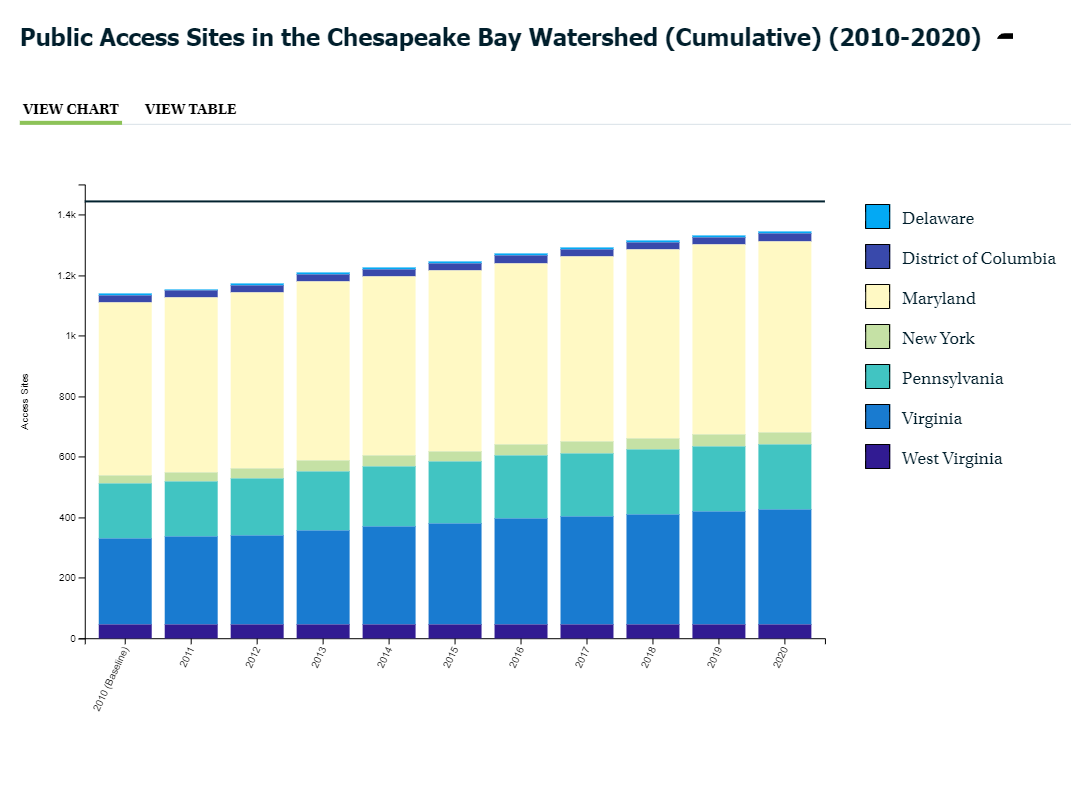 Public Access Sites in the Chesapeake Bay Watershed (Cumulative) (2010-2020)
VIEW CHART VIEW TABLE
1.4k
1.2k
1k
800
600
400
200
0
Access Sites
2010 (Baseline) 2011 2012 2013 2014 2015 2016 2017 2018 2019 2020
Delaware
District of Columbia
Maryland
New York
Pennsylvania
Virginia
West Virginia